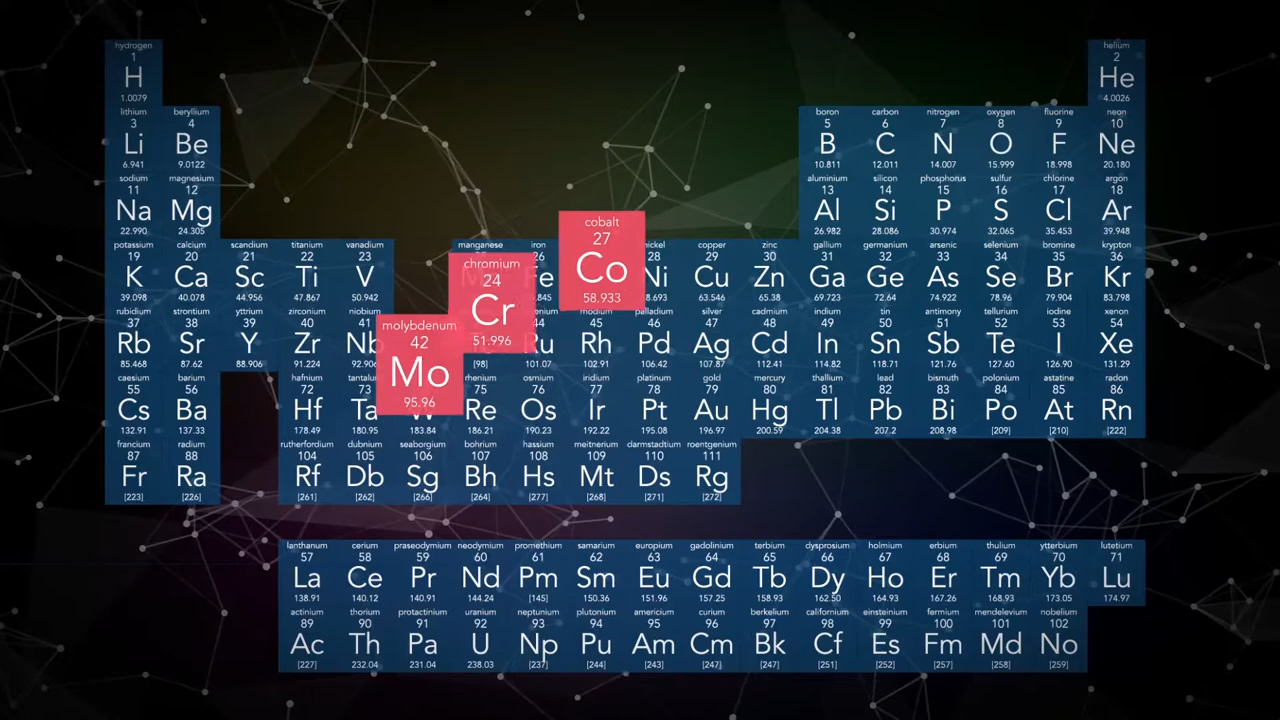 hydrogen helium
1 2
H He
1.0079 4.0026
lithium beryllium boron carbon nitrogen oxygen fluorine neon
3 4 5 6 7 8 9 10
Li Be B C N O F Ne
6.941 9.0122 10.811 12.011 14.007 15.999 18.998 20.180
sodium magnesium aluminium silicon phosphorus sulfur chlorine argon
11 12 13 14 15 16 17 18
Na Mg Al Si P S Cl Ar
22.990 24.305 26.982 28.086 30.974 32.065 35.453 39.948
cobalt
27
Co
58.933
chromium
24
Cr
51.996
molybdenum
42
Mo
95.96
potassium calcium scandium titanium vanadium manganese iron nickel copper zinc gallium germanium arsenic selenium bromine krypton
19 20 21 22 23 26 28 29 30 31 32 33 34 35 36
K Ca Sc Ti V Fe Ni Cu Zn Ga Ge As Se Br Kr
39.098 40.078 44.956 47.867 50.942 .845 8.693 63.546 65.38 69.723 72.64 74.922 78.96 79.904 83.798
rubidium strontium yttrium zirconium niobium rhodium palladium silver cadmium indium tin antimony tellurium iodine xenon
37 38 39 40 41 44 45 46 47 48 49 50 51 52 53 54
Rb Sr Y Zr Nb Ru Rh Pd Ag Cd In Sn Sb Te I Xe
85.468 87.62 88.906 91.224 92.906 [98] 101.07 102.91 106.42 107.87 112.41 114.82 118.71 121.76 127.60 126.90 131.29
caesium barium hafnium tantalum rhenium osmium iridium platinum gold mercury thallium lead bismuth polonium astatine radon
55 56 72 73 75 76 77 78 79 80 81 82 83 84 85 86
Cs Ba Hf Ta W Re Os Ir Pt Au Hg Tl Pb Bi Po At Rn
132.91 137.33 178.49 180.95 183.84 186.21 190.23 192.22 195.08 196.97 200.59 204.38 207.2 208.98 [209] [210] [222]
francium radium rutherfordium dubnium seaborgium bohrium hassium meitnerium darmstadtium roentgenium
87 88 104 105 106 107 108 109 110 111
Fr Ra Rf Db Sg Bh Hs Mt Ds Rg
[223] [226] [261] [262] [266] [264] [277] [268] [271] [272]
lanthanum cerium praseodymium neodymium promethium samarium europium gadolinium terbium dysprosium holmium erbium thulium ytterbium lutetium
57 58 59 60 61 62 63 64 65 66 67 68 69 70 71
La Ce Pr Nd Pm Sm Eu Gd Tb Dy Ho Er Tm Yb Lu
138.91 140.12 140.91 144.24 [145] 150.36 151.96 157.25 158.93 162.50 164.93 167.26 168.93 173.05 174.97
actinium thorium protactinium uranium neptunium plutonium americium curium berkelium californium einsteinium fermium mendelevium nobelium
89 90 91 92 93 94 95 96 97 98 99 100 101 102
Ac Th Pa U Np Pu Am Cm Bk Cf Es Fm Md No
[227] 232.04 231.04 238.03 [237] [244] [243] [247] [247] [251] [252] [257] [258] [259]